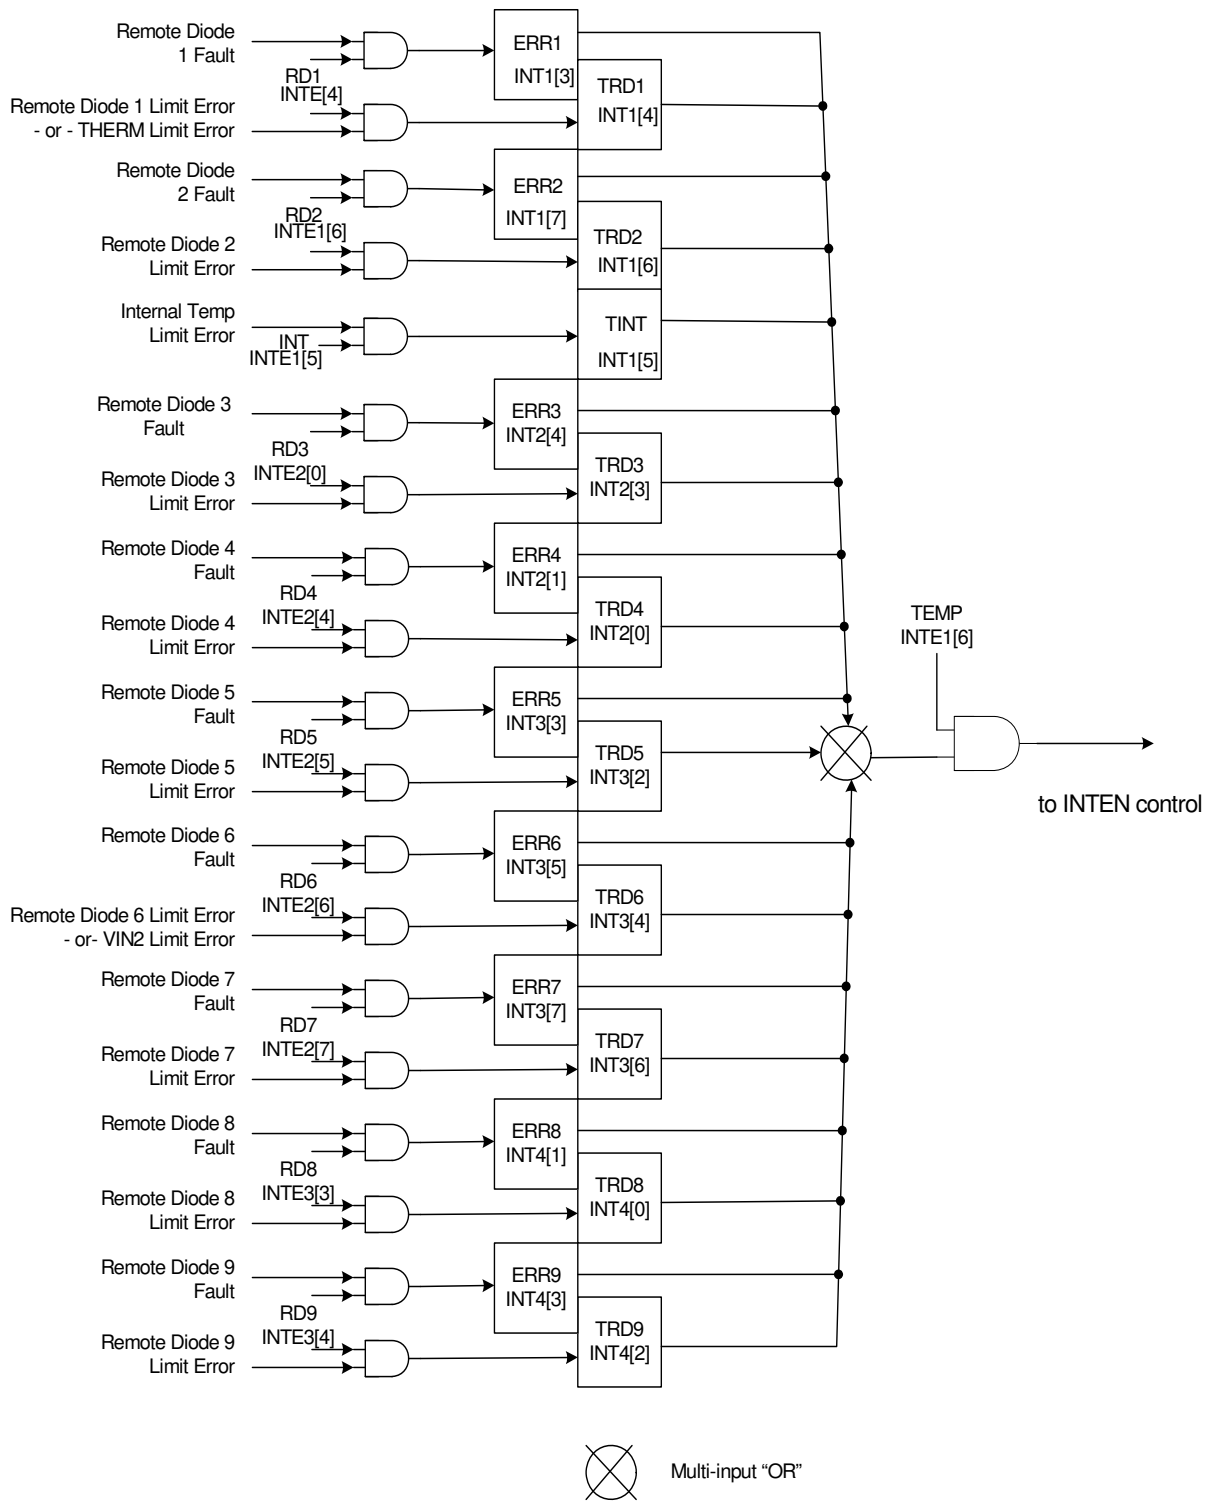 Remote Diode
1 Fault
RD1
INTE[4]
Remote Diode 1 Limit Error
- or - THERM Limit Error
ERR1
INT1[3]
TRD1
INT1[4]
Remote Diode
2 Fault
RD2
INTE1[6]
Remote Diode 2
Limit Error
ERR2
INT1[7]
TRD2
INT1[6]
Internal Temp
Limit Error
INT
INTE1[5]
TINT
INT1[5]
Remote Diode 3
Fault
RD3
INTE2[0]
Remote Diode 3
Limit Error
ERR3
INT2[4]
TRD3
INT2[3]
Remote Diode 4
Fault
RD4
INTE2[4]
Remote Diode 4
Limit Error
ERR4
INT2[1]
TRD4
INT2[0]
TEMP
INTE1[6]
Remote Diode 5
Fault
RD5
INTE2[5]
Remote Diode 5
Limit Error
ERR5
INT3[3]
TRD5
INT3[2]
to INTEN control
Remote Diode 6
Fault
RD6
INTE2[6]
Remote Diode 6 Limit Error
- or- VIN2 Limit Error
ERR6
INT3[5]
TRD6
INT3[4]
Remote Diode 7
Fault
RD7
INTE2[7]
Remote Diode 7
Limit Error
ERR7
INT3[7]
TRD7
INT3[6]
Remote Diode 8
Fault
RD8
INTE3[3]
Remote Diode 8
Limit Error
ERR8
INT4[1]
TRD8
INT4[0]
Remote Diode 9
Fault
RD9
INTE3[4]
Remote Diode 9
Limit Error
ERR9
INT4[3]
TRD9
INT4[2]
Multi-input “OR”